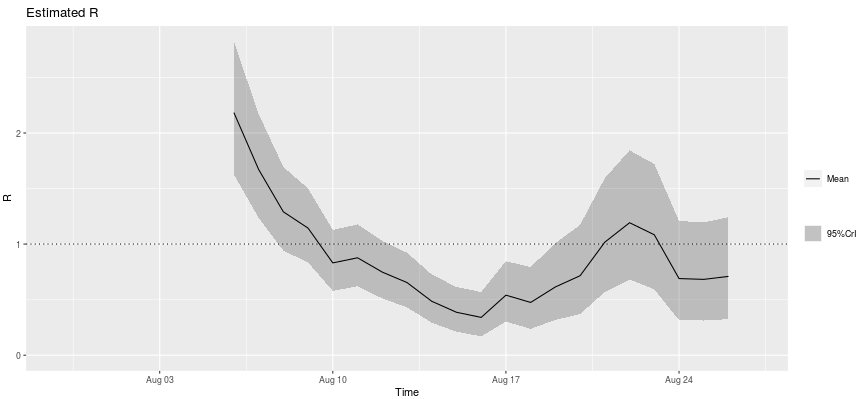 Estimated R
R
2
1
0
Aug 03
Aug 10
Aug 17
Aug 24
Time
Mean
95%CrI